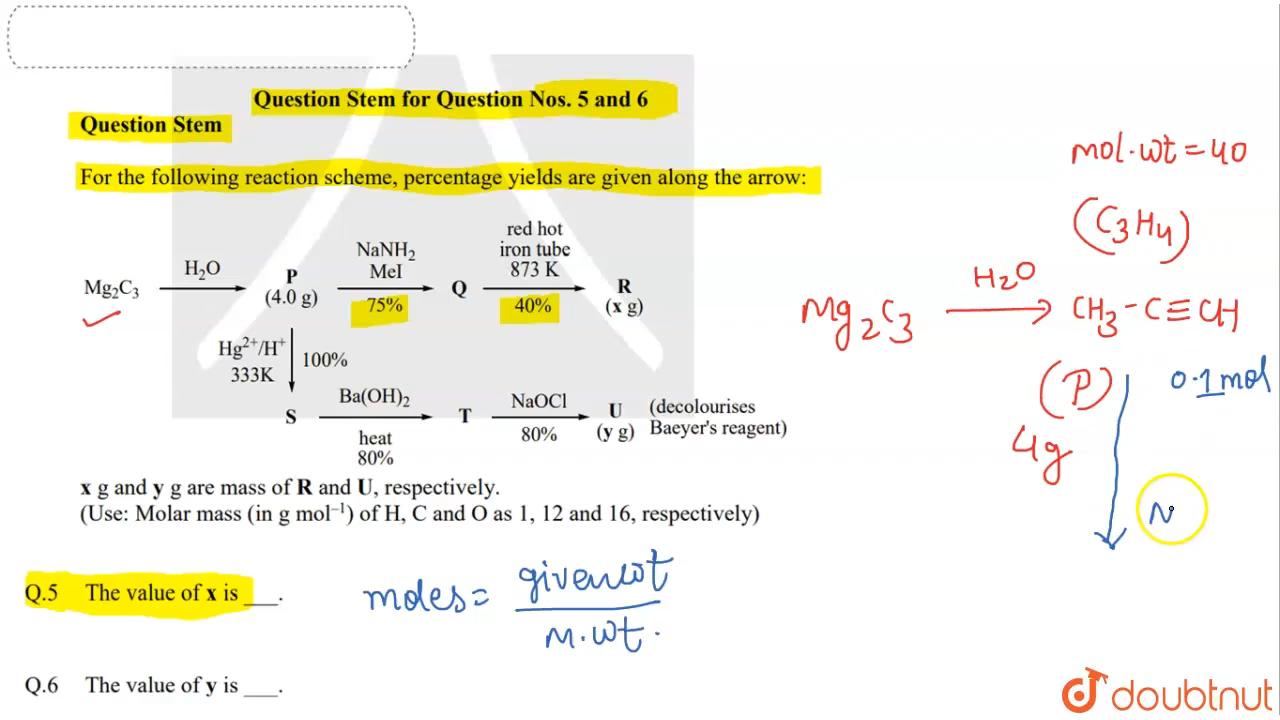 Question Stem for Question Nos. 5 and 6
Question Stem
For the following reaction scheme, percentage yields are given along the arrow:
Mg₂C₃
H₂O
P
(4.0 g)
NaNH₂
MeI
75%
Q
red hot
iron tube
873 K
40%
R
(x g)
Hg²⁺/H⁺
333K
100%
S
Ba(OH)₂
heat
80%
T
NaOCl
80%
U
(y g)
(decolourises
Baeyer's reagent)
x g and y g are mass of R and U, respectively.
(Use: Molar mass (in g mol⁻¹) of H, C and O as 1, 12 and 16, respectively)
Q.5 The value of x is ___.
Q.6 The value of y is ___.
moles = given wt
M.wt.
mol.wt = 40
(C₃H₄)
Mg₂C₃
H₂O
CH₃-C≡CH
(P)
0.1 mol
4g
N
doubtnut